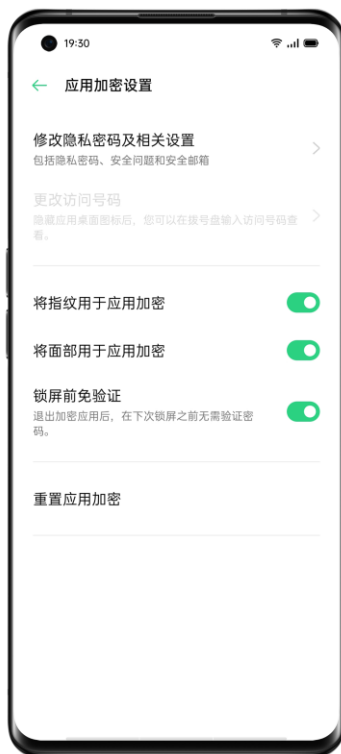 19:30
应用加密设置
修改隐私密码及相关设置
包括隐私密码、安全问题和安全邮箱
更改访问号码
隐藏应用桌面图标后，您可以在拨号盘输入访问号码查
看。
将指纹用于应用加密
将面部用于应用加密
锁屏前免验证
退出加密应用后，在下次锁屏之前无需验证密
码。
重置应用加密